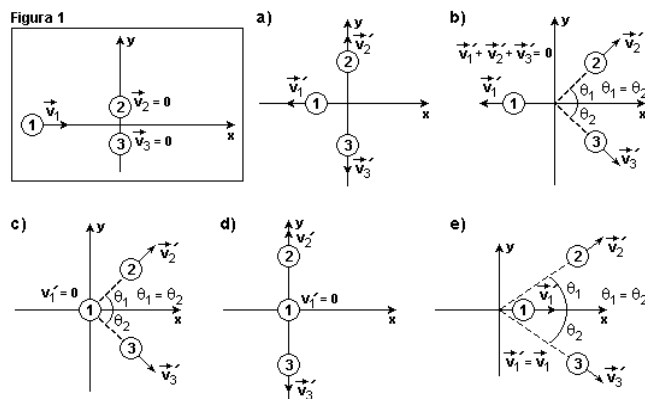 Figura 1
y
v₂ = 0
v₁
2
1
x
3
v₃ = 0
a)
y
v₂′
2
v₁′
1
x
3
v₃′
b)
v₁′ + v₂′ + v₃′ = 0
y
v₂′
2
v₁′
1
θ₁
θ₁ = θ₂
θ₂
x
3
v₃′
c)
y
v₂′
2
v₁′ = 0
θ₁
θ₁ = θ₂
1
θ₂
x
3
v₃′
d)
y
v₂′
2
v₁′ = 0
1
x
3
v₃′
e)
y
v₂′
2
θ₁
v₁′
θ₁ = θ₂
1
x
θ₂
v₁′ = v₁
3
v₃′